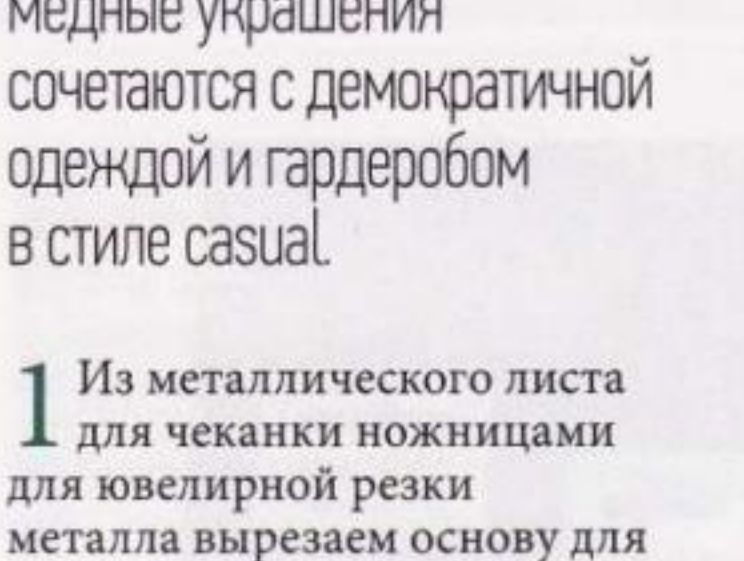 медные украшения
сочетаются с демократичной
одеждой и гардеробом
в стиле casual.
1 Из металлического листа
для чеканки ножницами
для ювелирной резки
металла вырезаем основу для